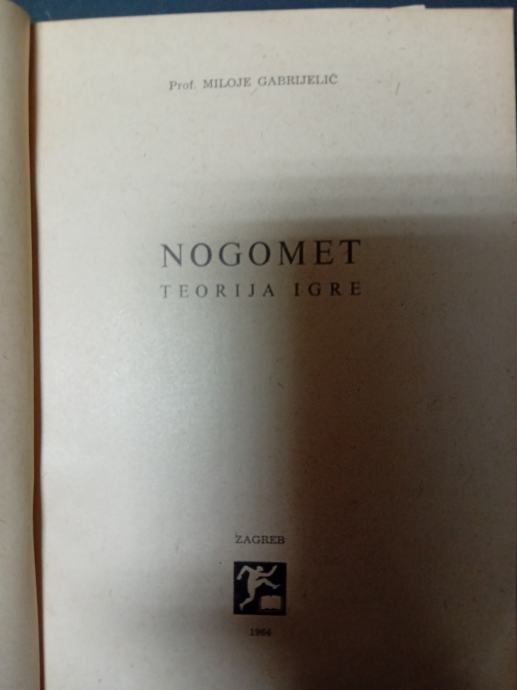 Prof. MILOJE GABRIJELIĆ
NOGOMET
TEORIJA IGRE
ZAGREB
1964